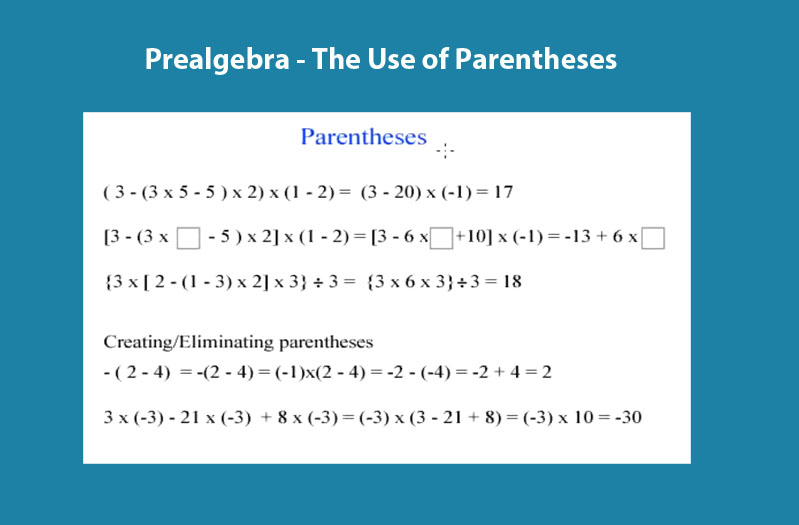 Prealgebra - The Use of Parentheses
Parentheses
( 3 - (3 x 5 - 5 ) x 2) x (1 - 2) = (3 - 20) x (-1) = 17
[3 - (3 x □ - 5 ) x 2] x (1 - 2) = [3 - 6 x□+10] x (-1) = -13 + 6 x□
{3 x [ 2 - (1 - 3) x 2] x 3} ÷ 3 = {3 x 6 x 3}÷3 = 18
Creating/Eliminating parentheses
- ( 2 - 4) = -(2 - 4) = (-1)x(2 - 4) = -2 - (-4) = -2 + 4 = 2
3 x (-3) - 21 x (-3) + 8 x (-3) = (-3) x (3 - 21 + 8) = (-3) x 10 = -30